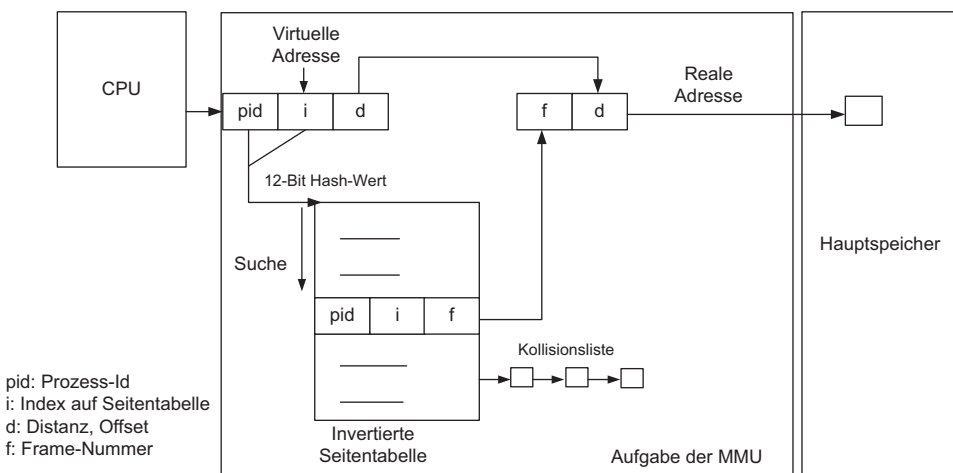 CPU
Virtuelle
Adresse
pid
i
d
f
d
Reale
Adresse
12-Bit Hash-Wert
Suche
Hauptspeicher
pid
i
f
Kollisionsliste
pid: Prozess-Id
i: Index auf Seitentabelle
d: Distanz, Offset
f: Frame-Nummer
Invertierte
Seitentabelle
Aufgabe der MMU